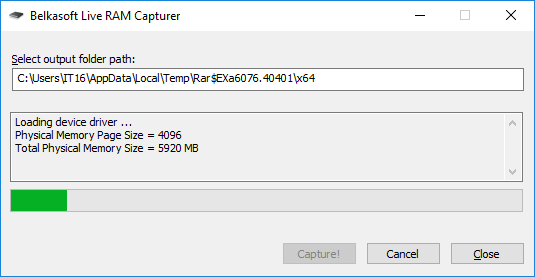 Belkasoft Live RAM Capturer
Select output folder path:
C:\Users\IT16\AppData\Local\Temp\Rar$EXa6076.40401\x64
Loading device driver ...
Physical Memory Page Size = 4096
Total Physical Memory Size = 5920 MB
Capture!
Cancel
Close